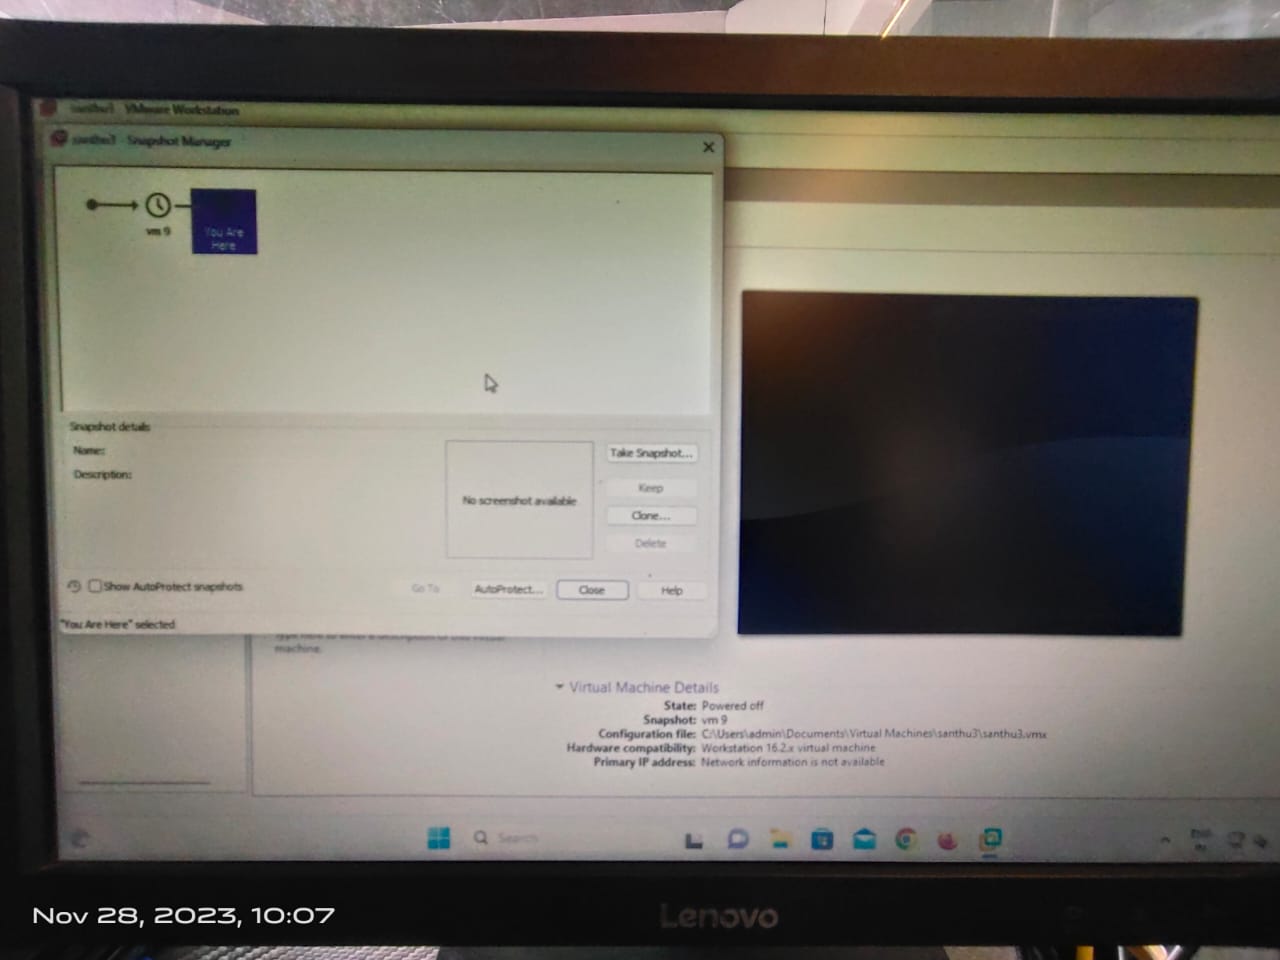 santhu3 - VMware Workstation
santhu3 - Snapshot Manager
vm 9
You Are
Here
Snapshot details
Name:
Description:
No screenshot available
Take Snapshot...
Keep
Clone...
Delete
Show AutoProtect snapshots
Go To
AutoProtect...
Close
Help
"You Are Here" selected
machine.
Virtual Machine Details
State: Powered off
Snapshot: vm 9
Configuration file: C:\Users\admin\Documents\Virtual Machines\santhu3\santhu3.vmx
Hardware compatibility: Workstation 16.2.x virtual machine
Primary IP address: Network information is not available
Search
Lenovo
Nov 28, 2023, 10:07